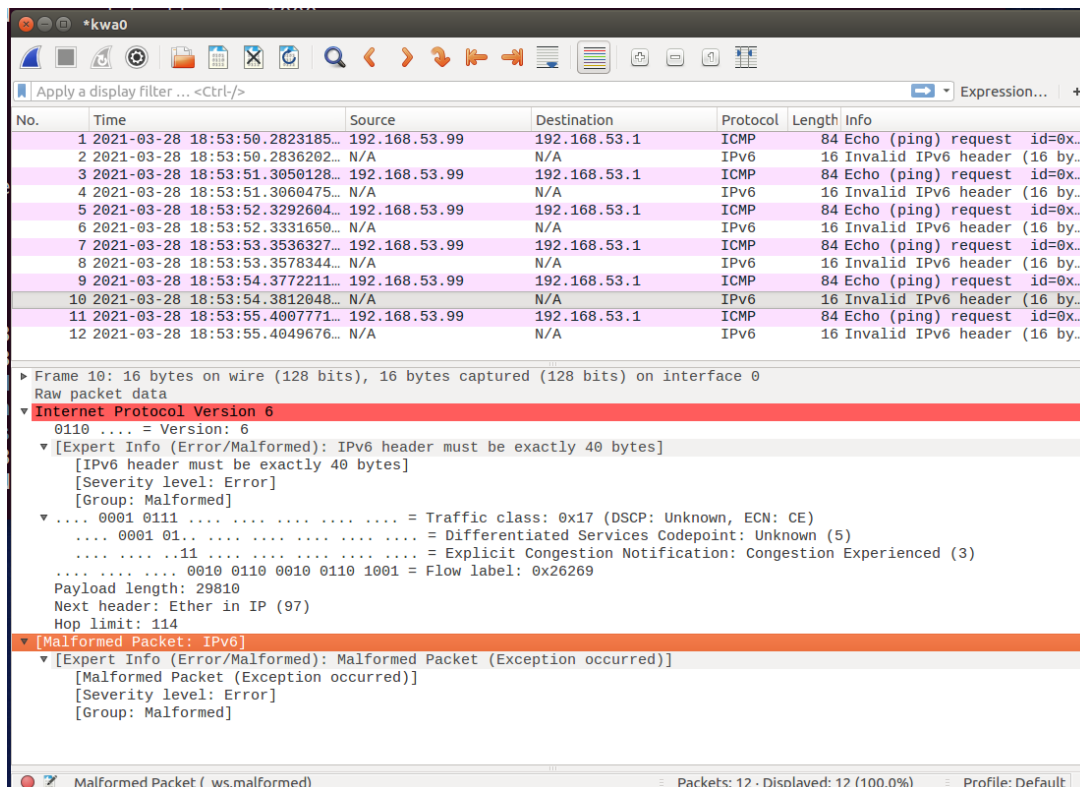 *kwa0
Apply a display filter … <Ctrl-/>
Expression…
+
No. Time Source Destination Protocol Length Info
1 2021-03-28 18:53:50.2823185… 192.168.53.99 192.168.53.1 ICMP 84 Echo (ping) request id=0x…
2 2021-03-28 18:53:50.2836202… N/A N/A IPv6 16 Invalid IPv6 header (16 by…
3 2021-03-28 18:53:51.3050128… 192.168.53.99 192.168.53.1 ICMP 84 Echo (ping) request id=0x…
4 2021-03-28 18:53:51.3060475… N/A N/A IPv6 16 Invalid IPv6 header (16 by…
5 2021-03-28 18:53:52.3292604… 192.168.53.99 192.168.53.1 ICMP 84 Echo (ping) request id=0x…
6 2021-03-28 18:53:52.3331650… N/A N/A IPv6 16 Invalid IPv6 header (16 by…
7 2021-03-28 18:53:53.3536327… 192.168.53.99 192.168.53.1 ICMP 84 Echo (ping) request id=0x…
8 2021-03-28 18:53:53.3578344… N/A N/A IPv6 16 Invalid IPv6 header (16 by…
9 2021-03-28 18:53:54.3772211… 192.168.53.99 192.168.53.1 ICMP 84 Echo (ping) request id=0x…
10 2021-03-28 18:53:54.3812048… N/A N/A IPv6 16 Invalid IPv6 header (16 by…
11 2021-03-28 18:53:55.4007771… 192.168.53.99 192.168.53.1 ICMP 84 Echo (ping) request id=0x…
12 2021-03-28 18:53:55.4049676… N/A N/A IPv6 16 Invalid IPv6 header (16 by…
Frame 10: 16 bytes on wire (128 bits), 16 bytes captured (128 bits) on interface 0
Raw packet data
Internet Protocol Version 6
0110 .... = Version: 6
[Expert Info (Error/Malformed): IPv6 header must be exactly 40 bytes]
[IPv6 header must be exactly 40 bytes]
[Severity level: Error]
[Group: Malformed]
.... 0001 0111 .... .... .... .... .... = Traffic class: 0x17 (DSCP: Unknown, ECN: CE)
.... 0001 01.. .... .... .... .... .... = Differentiated Services Codepoint: Unknown (5)
.... .... ..11 .... .... .... .... .... = Explicit Congestion Notification: Congestion Experienced (3)
.... .... .... 0010 0110 0010 0110 1001 = Flow label: 0x26269
Payload length: 29810
Next header: Ether in IP (97)
Hop limit: 114
[Malformed Packet: IPv6]
[Expert Info (Error/Malformed): Malformed Packet (Exception occurred)]
[Malformed Packet (Exception occurred)]
[Severity level: Error]
[Group: Malformed]
Malformed Packet (_ws.malformed)
Packets: 12 · Displayed: 12 (100.0%)
Profile: Default